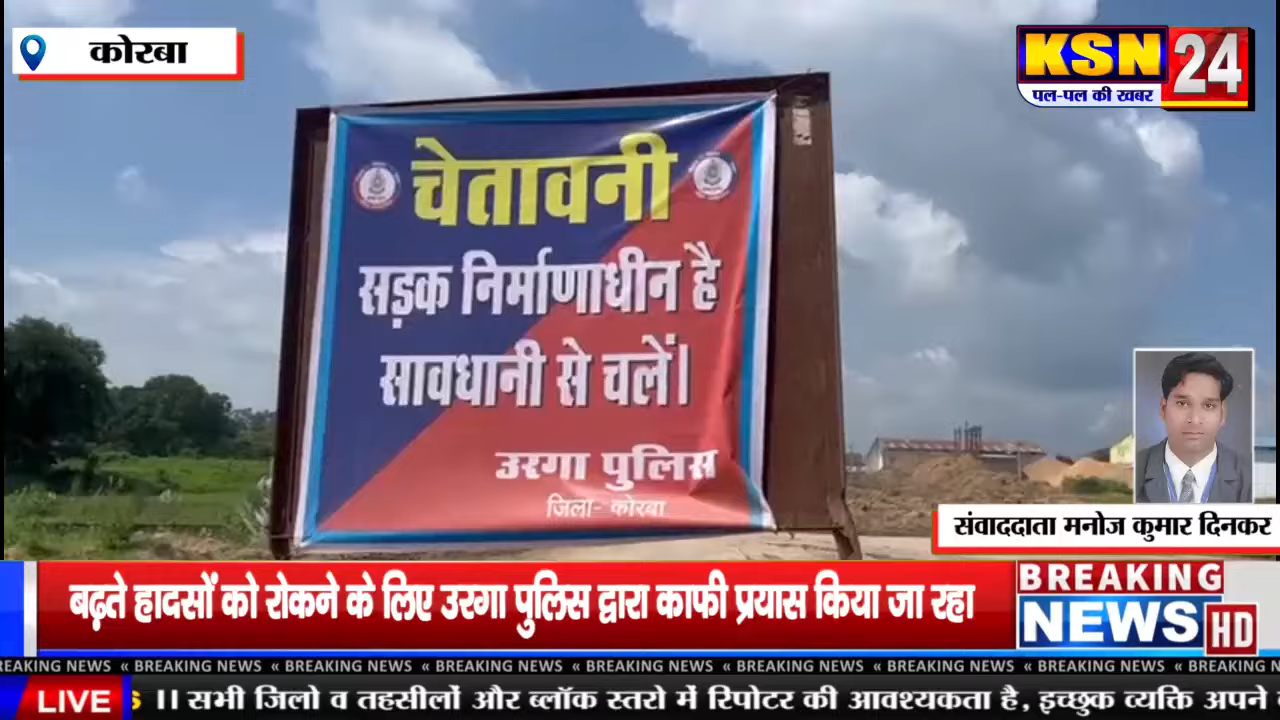 कोरबा
KSN 24
पल-पल की खबर
चेतावनी
सड़क निर्माणाधीन है
सावधानी से चलें।
उरगा पुलिस
जिला- कोरबा
संवाददाता मनोज कुमार दिनकर
बढ़ते हादसों को रोकने के लिए उरगा पुलिस द्वारा काफी प्रयास किया जा रहा
BREAKING
NEWS HD
BREAKING NEWS « BREAKING NEWS « BREAKING NEWS « BREAKING NEWS « BREAKING NEWS « BREAKING NEWS « BREAKING NEWS « BREAKING NEWS « BREAKING NEWS
LIVE
॥ सभी जिलो व तहसीलों और ब्लॉक स्तरो में रिपोटर की आवश्यकता है, इच्छुक व्यक्ति अपने